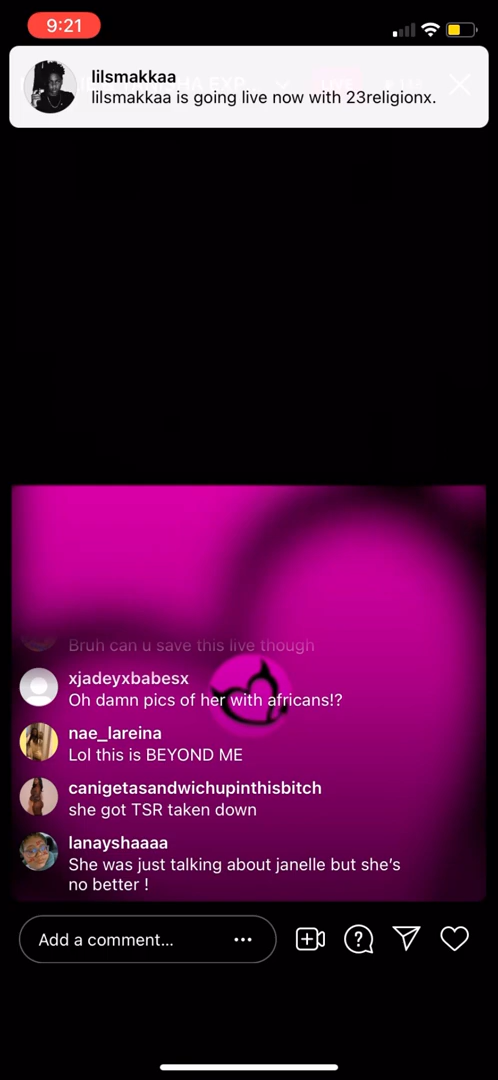 9:21
lilsmakkaa
lilsmakkaa is going live now with 23religionx.
Bruh can u save this live though
xjadeyxbabesx
Oh damn pics of her with africans!?
nae_lareina
Lol this is BEYOND ME
canigetasandwichupinthisbitch
she got TSR taken down
lanayshaaaa
She was just talking about janelle but she’s
no better !
Add a comment...